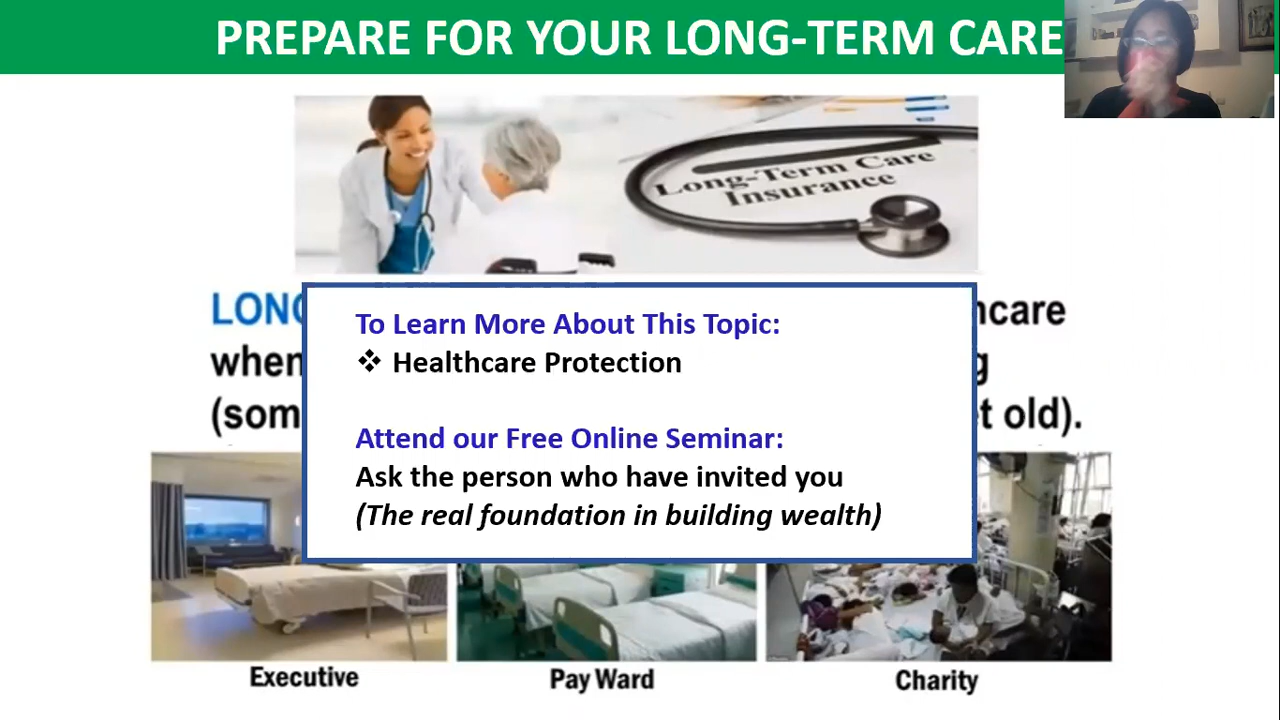 PREPARE FOR YOUR LONG-TERM CARE
Long-Term Care
Insurance
LONG
care
when
(som
t old).
To Learn More About This Topic:
❖ Healthcare Protection
Attend our Free Online Seminar:
Ask the person who have invited you
(The real foundation in building wealth)
Executive
Pay Ward
Charity